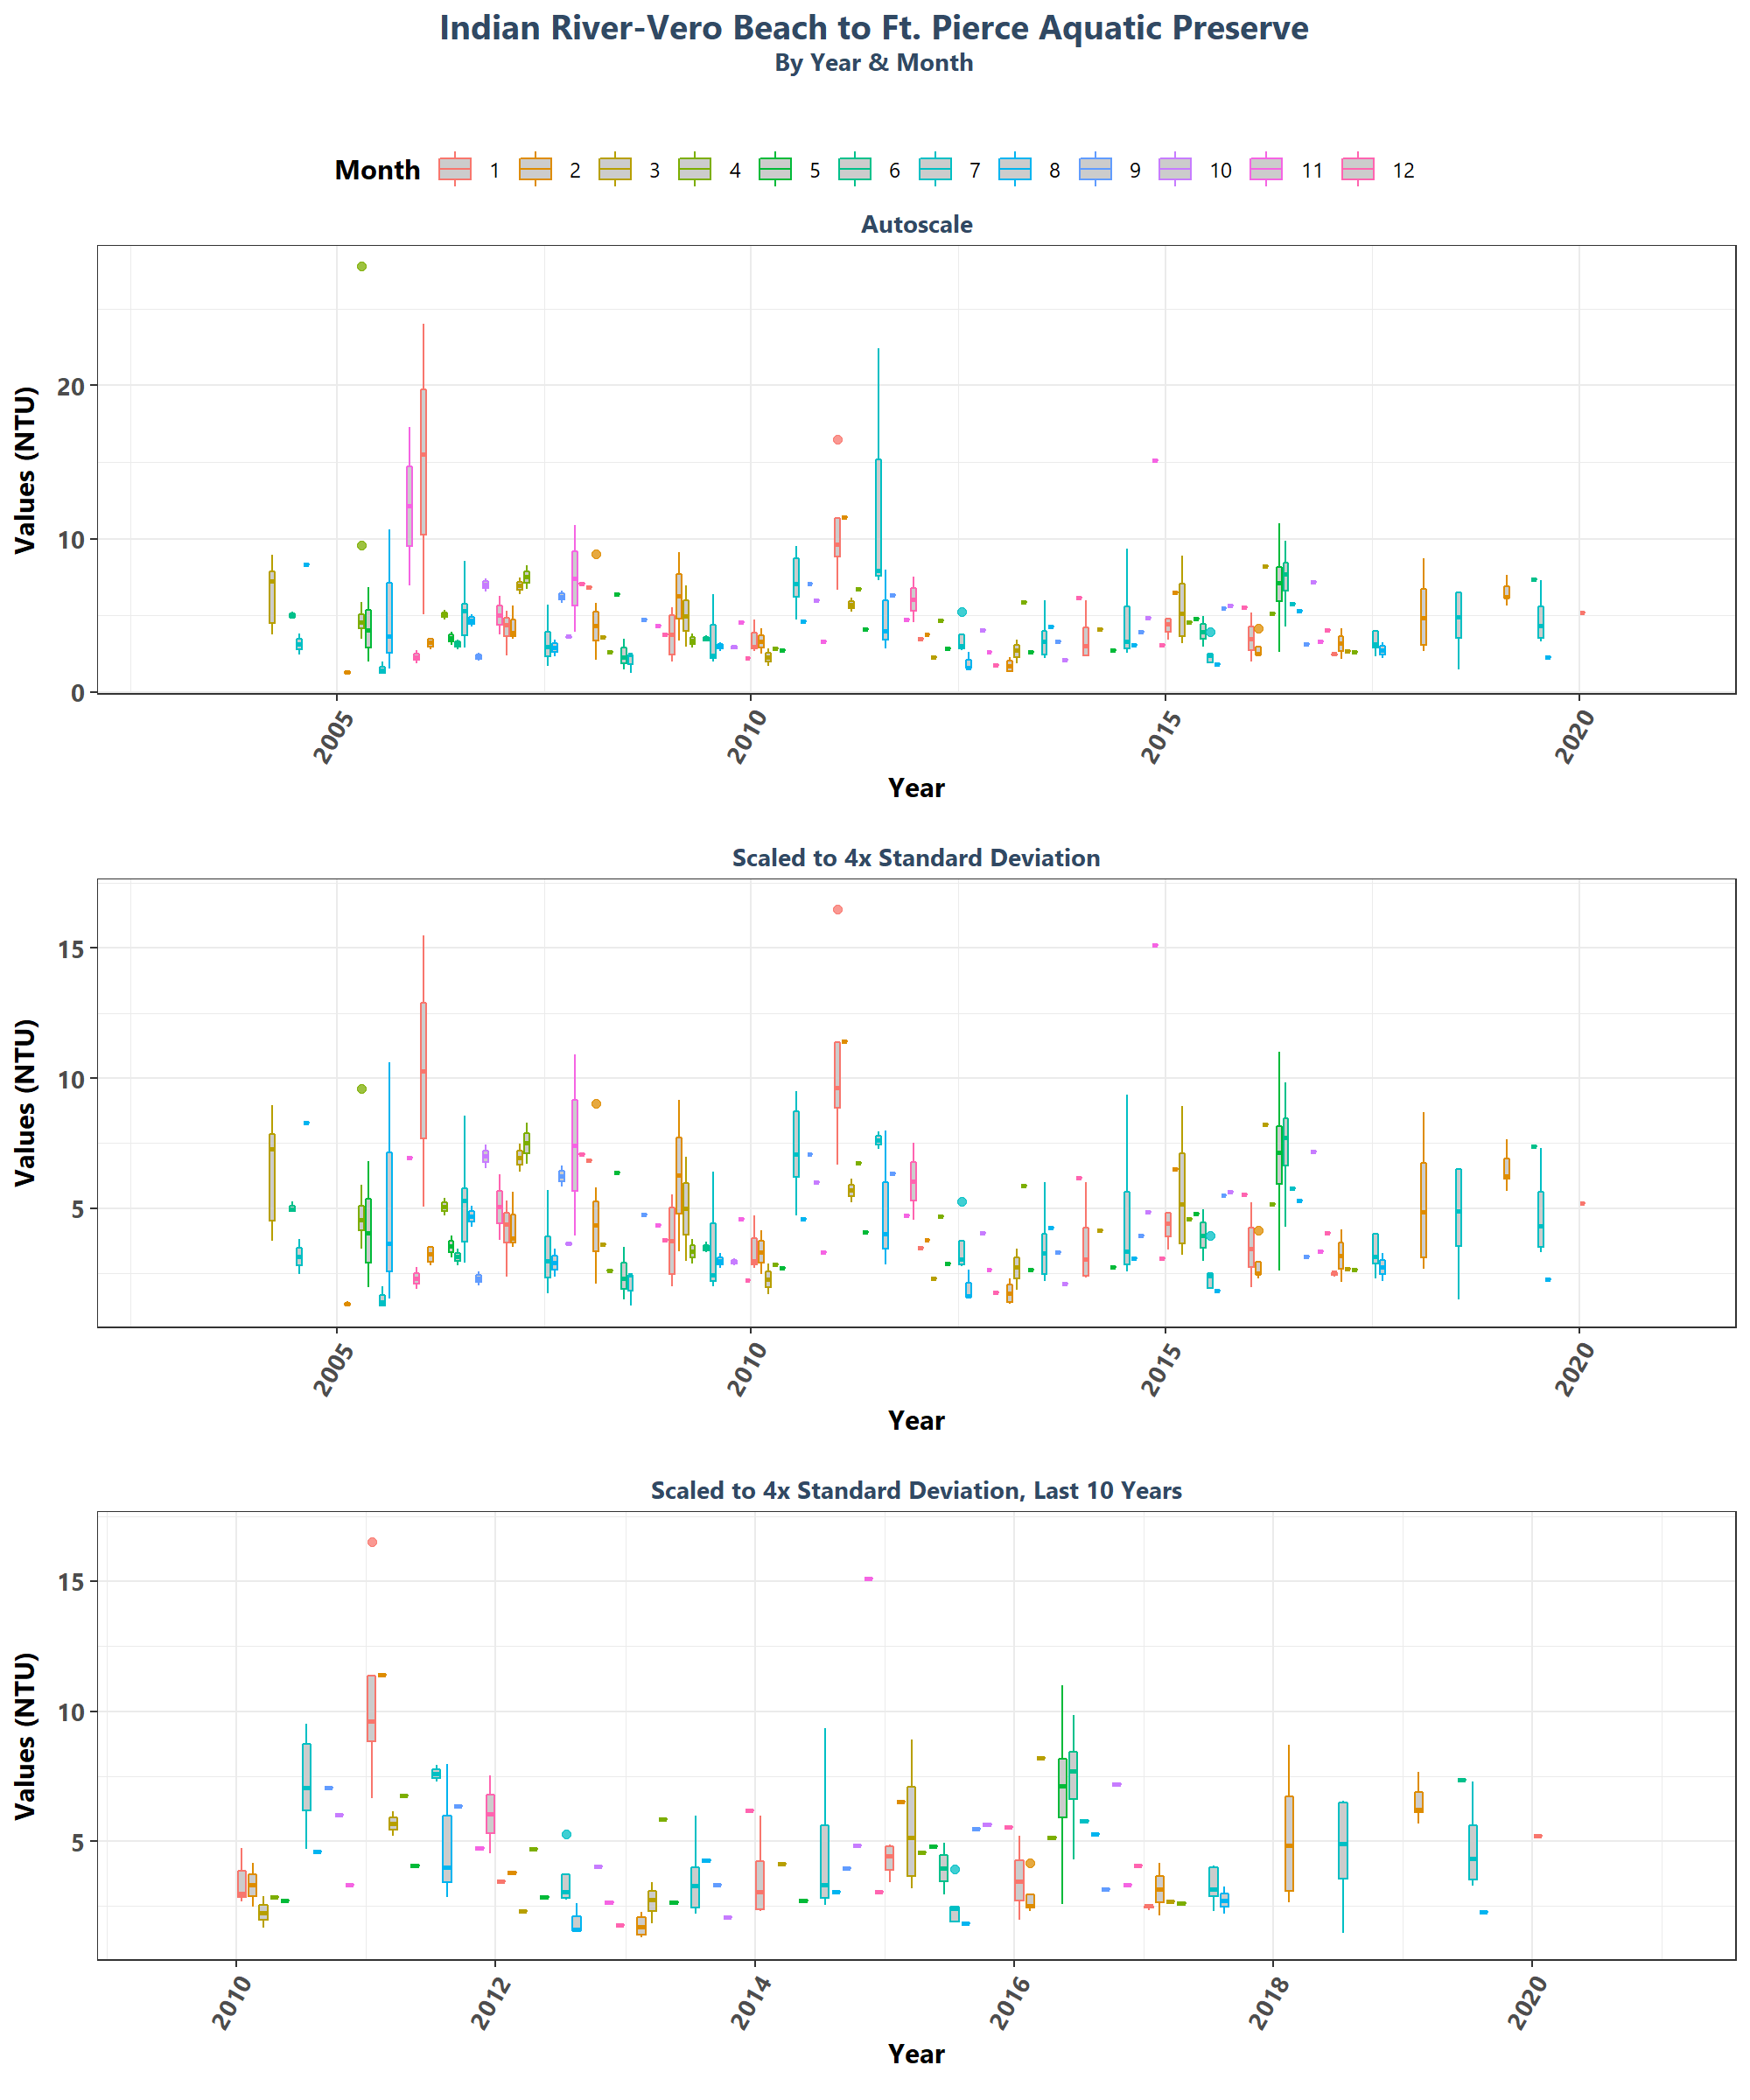 Indian River-Vero Beach to Ft. Pierce Aquatic Preserve
By Year & Month
Month 1 2 3 4 5 6 7 8 9 10 11 12
Autoscale
Values (NTU)
20
10
0
2005 2010 2015 2020
Year
Scaled to 4x Standard Deviation
Values (NTU)
15
10
5
2005 2010 2015 2020
Year
Scaled to 4x Standard Deviation, Last 10 Years
Values (NTU)
15
10
5
2010 2012 2014 2016 2018 2020
Year